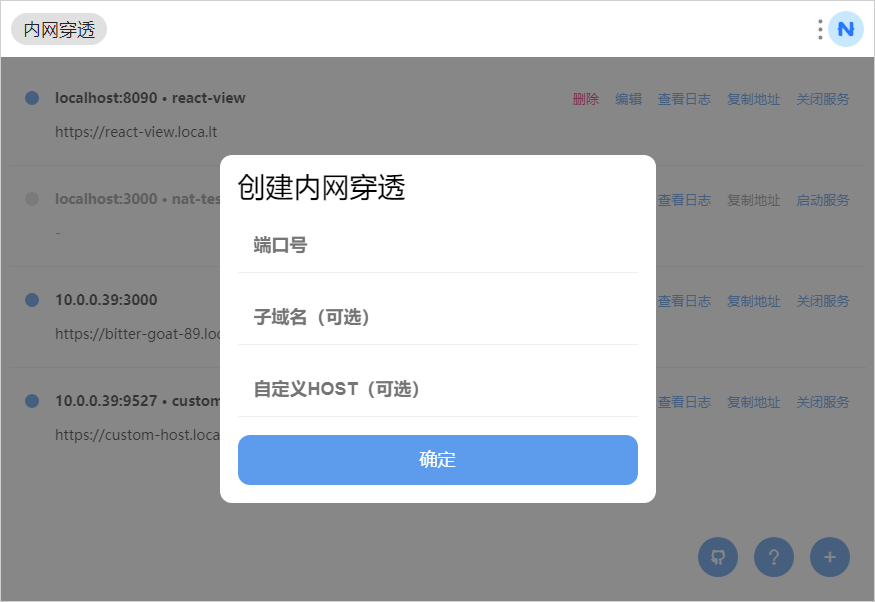 内网穿透
localhost:8090 • react-view 删除 编辑 查看日志 复制地址 关闭服务
https://react-view.loca.lt
localhost:3000 • nat-tes 查看日志 复制地址 启动服务
-
10.0.0.39:3000 查看日志 复制地址 关闭服务
https://bitter-goat-89.loc
10.0.0.39:9527 • custom 查看日志 复制地址 关闭服务
https://custom-host.loca
创建内网穿透
端口号
子域名（可选）
自定义HOST（可选）
确定
? +